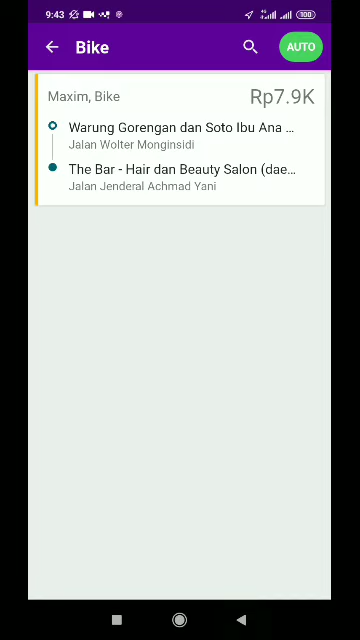 9:43
100
Bike
AUTO
Maxim, Bike
Rp7.9K
Warung Gorengan dan Soto Ibu Ana ...
Jalan Wolter Monginsidi
The Bar - Hair dan Beauty Salon (dae...
Jalan Jenderal Achmad Yani